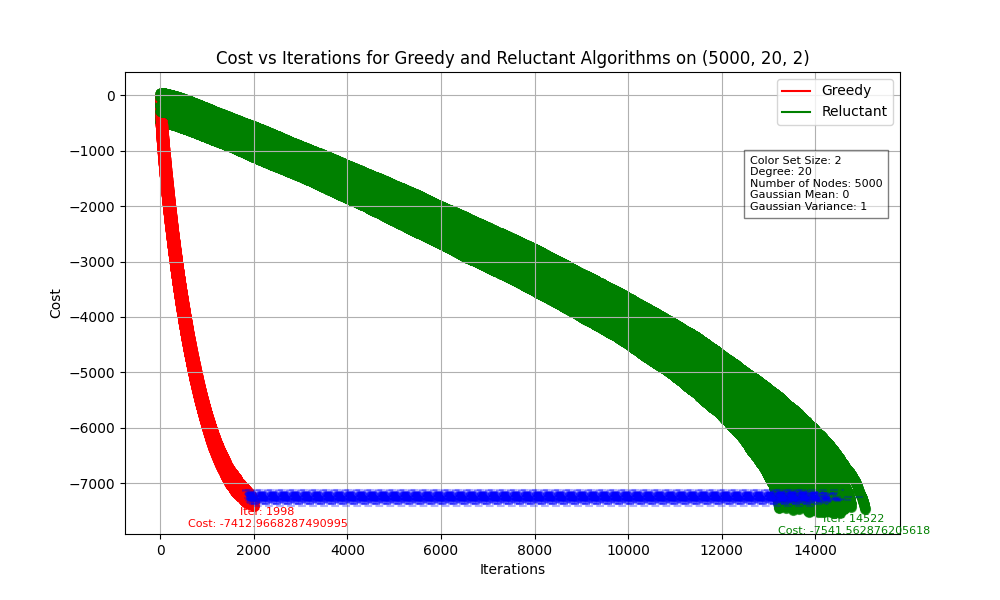 Cost vs Iterations for Greedy and Reluctant Algorithms on (5000, 20, 2)
Greedy
Reluctant
Color Set Size: 2
Degree: 20
Number of Nodes: 5000
Gaussian Mean: 0
Gaussian Variance: 1
Cost
0
−1000
−2000
−3000
−4000
−5000
−6000
−7000
Iter: 1998
Cost: -7412.9668287490995
Iter: 14522
Cost: -7541.562876205618
0 2000 4000 6000 8000 10000 12000 14000
Iterations